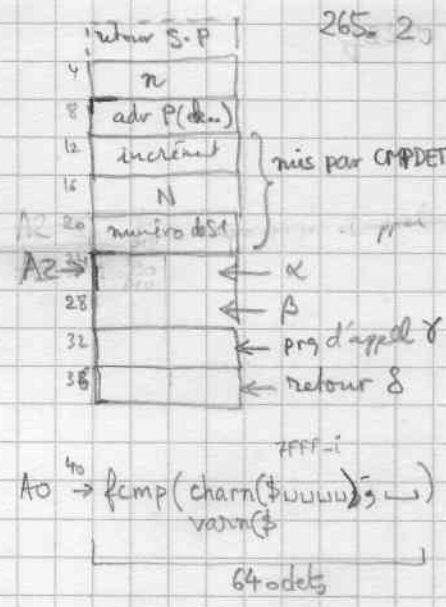 265. 2)
retour S.P
4 n
8 adr P(
12 incrément
mis par CMPDET
16 N
20 numéro de S1
A2 → 24 ← α
28 ← β
32 ← prg d'appel γ
36 ← retour δ
7FFF-i
A0 40 → fcmp( charn($␣␣␣␣)
varn($
64 odets